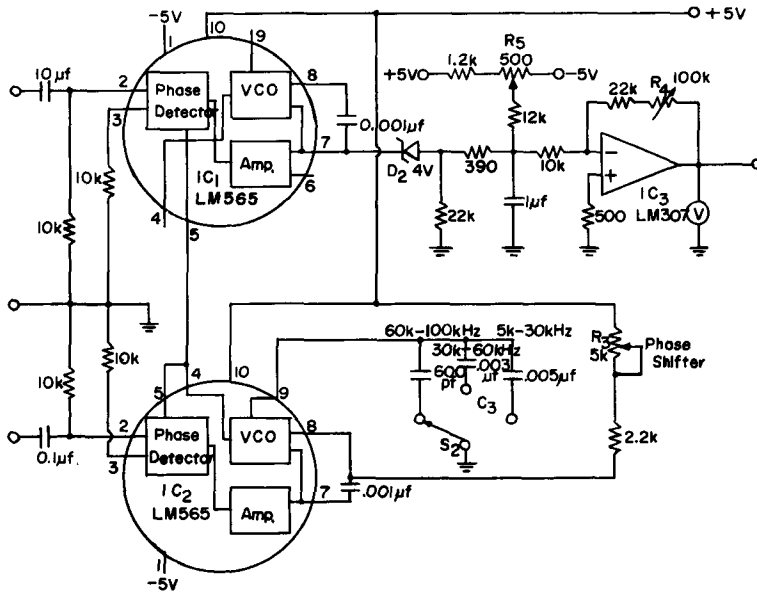 -5V
10
+5V
1
9
R5
500
+5V
1.2k
-5V
22k
R4
100k
10μf
2
Phase
Detector
VCO
8
0.001μf
12k
3
7
D2
4V
390
10k
-
+
10k
Amp.
6
IC1
LM565
IC3
LM307
V
4
5
22k
1μf
500
10k
10k
10
60k-100kHz
5k-30kHz
30k-60kHz
R3
5k
Phase
Shifter
10k
4
5
9
600
pf
.003
μf
.005μf
C3
2
Phase
Detector
VCO
8
S2
2.2k
0.1μf.
3
IC2
LM565
Amp.
7
.001μf
1
-5V